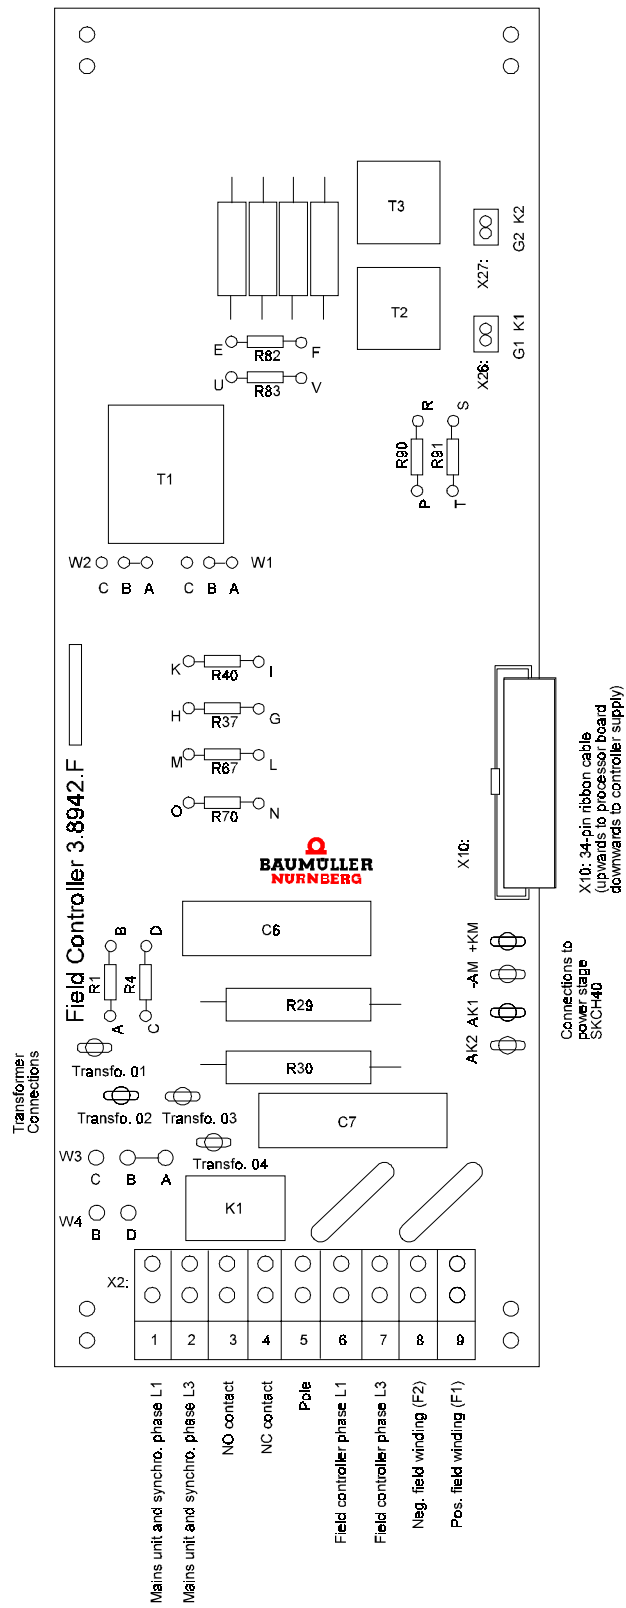 T3
K2
G2
X27:
T2
K1
G1
X26:
E
R82
F
U
R83
V
R
S
R90
R91
P
T
T1
W2
W1
C B A
C B A
K
R40
I
H
R37
G
M
R67
L
O
R70
N
X10:
X10: 34-pin ribbon cable
(upwards to processor board
downwards to controller supply)
Field Controller 3.8942.F
BAUMÜLLER
NÜRNBERG
C6
B
D
R1
R4
A
C
+KM
-AM
AK1
AK2
Connections to
power stage
SKCH40
R29
R30
Transformer
Connections
Transfo. 01
Transfo. 02
Transfo. 03
Transfo. 04
C7
W3
C B A
W4
B D
K1
X2:
1 2 3 4 5 6 7 8 9
Mains unit and synchro. phase L1
Mains unit and synchro. phase L3
NO contact
NC contact
Pole
Field controller phase L1
Field controller phase L3
Neg. field winding (F2)
Pos. field winding (F1)